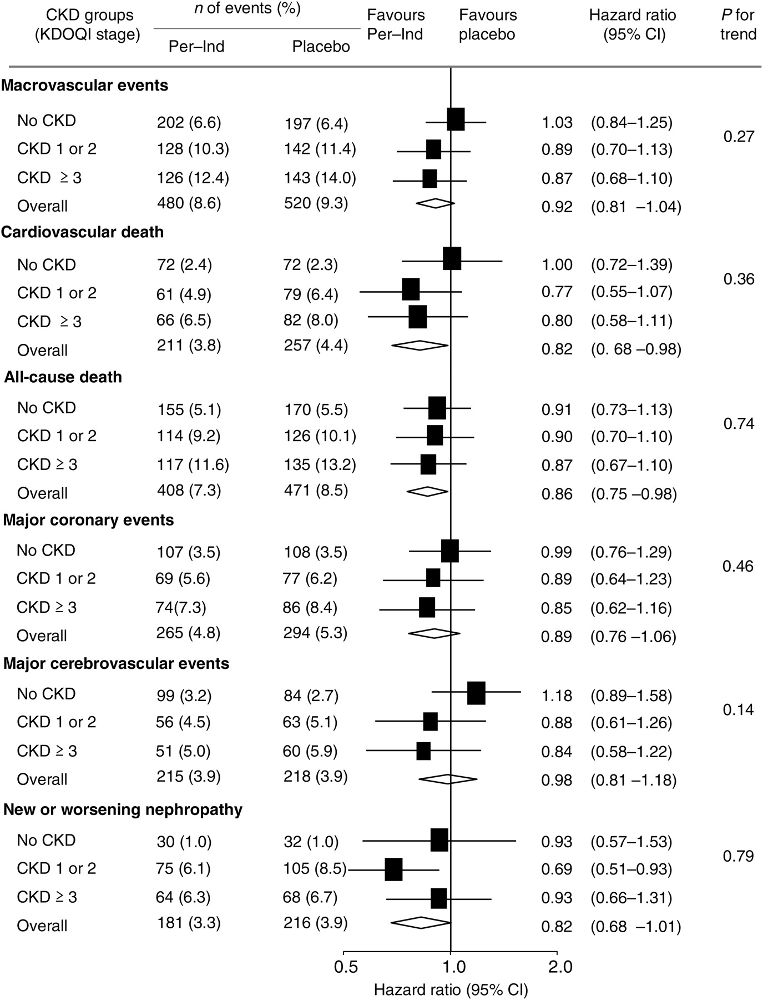 CKD groups (KDOQI stage) n of events (%) Favours Per–Ind Favours placebo Hazard ratio (95% CI) P for trend
Per–Ind Placebo
Macrovascular events
No CKD 202 (6.6) 197 (6.4) 1.03 (0.84–1.25)
0.27
CKD 1 or 2 128 (10.3) 142 (11.4) 0.89 (0.70–1.13)
CKD ≥ 3 126 (12.4) 143 (14.0) 0.87 (0.68–1.10)
Overall 480 (8.6) 520 (9.3) 0.92 (0.81 –1.04)
Cardiovascular death
No CKD 72 (2.4) 72 (2.3) 1.00 (0.72–1.39)
0.36
CKD 1 or 2 61 (4.9) 79 (6.4) 0.77 (0.55–1.07)
CKD ≥ 3 66 (6.5) 82 (8.0) 0.80 (0.58–1.11)
Overall 211 (3.8) 257 (4.4) 0.82 (0. 68 –0.98)
All-cause death
No CKD 155 (5.1) 170 (5.5) 0.91 (0.73–1.13)
0.74
CKD 1 or 2 114 (9.2) 126 (10.1) 0.90 (0.70–1.10)
CKD ≥ 3 117 (11.6) 135 (13.2) 0.87 (0.67–1.10)
Overall 408 (7.3) 471 (8.5) 0.86 (0.75 –0.98)
Major coronary events
No CKD 107 (3.5) 108 (3.5) 0.99 (0.76–1.29)
0.46
CKD 1 or 2 69 (5.6) 77 (6.2) 0.89 (0.64–1.23)
CKD ≥ 3 74(7.3) 86 (8.4) 0.85 (0.62–1.16)
Overall 265 (4.8) 294 (5.3) 0.89 (0.76 –1.06)
Major cerebrovascular events
No CKD 99 (3.2) 84 (2.7) 1.18 (0.89–1.58)
0.14
CKD 1 or 2 56 (4.5) 63 (5.1) 0.88 (0.61–1.26)
CKD ≥ 3 51 (5.0) 60 (5.9) 0.84 (0.58–1.22)
Overall 215 (3.9) 218 (3.9) 0.98 (0.81 –1.18)
New or worsening nephropathy
No CKD 30 (1.0) 32 (1.0) 0.93 (0.57–1.53)
0.79
CKD 1 or 2 75 (6.1) 105 (8.5) 0.69 (0.51–0.93)
CKD ≥ 3 64 (6.3) 68 (6.7) 0.93 (0.66–1.31)
Overall 181 (3.3) 216 (3.9) 0.82 (0.68 –1.01)
0.5 1.0 2.0
Hazard ratio (95% CI)